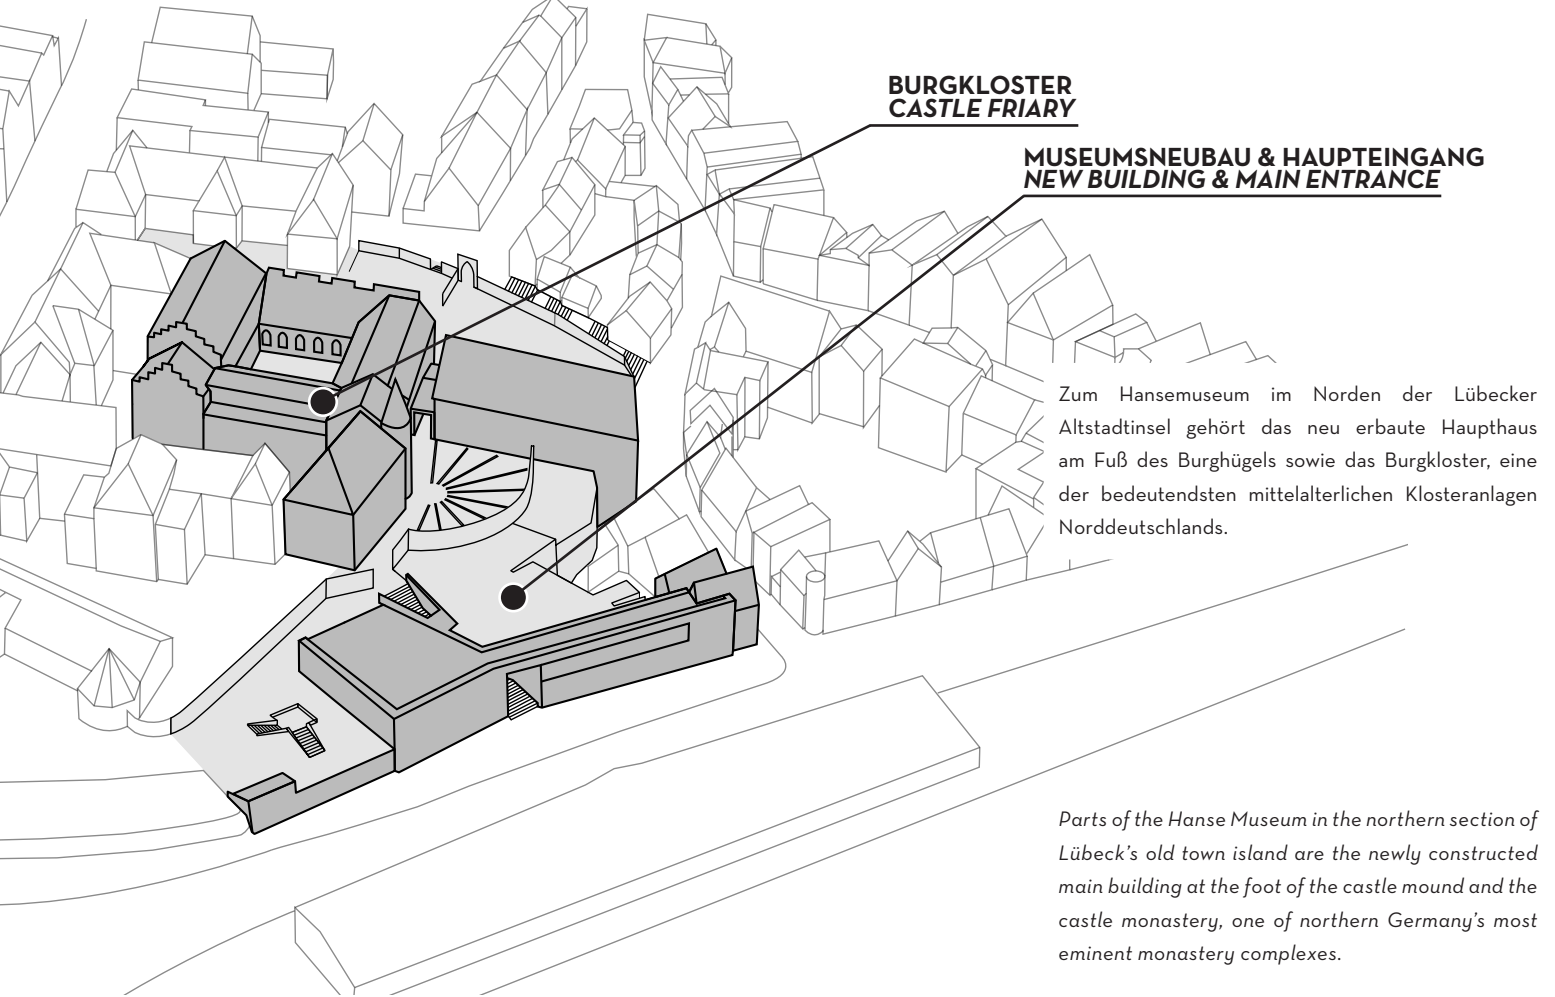 BURGKLOSTER
CASTLE FRIARY
MUSEUMSNEUBAU & HAUPTEINGANG
NEW BUILDING & MAIN ENTRANCE
Zum Hansemuseum im Norden der Lübecker
Altstadtinsel gehört das neu erbaute Haupthaus
am Fuß des Burghügels sowie das Burgkloster, eine
der bedeutendsten mittelalterlichen Klosteranlagen
Norddeutschlands.
Parts of the Hanse Museum in the northern section of
Lübeck’s old town island are the newly constructed
main building at the foot of the castle mound and the
castle monastery, one of northern Germany’s most
eminent monastery complexes.